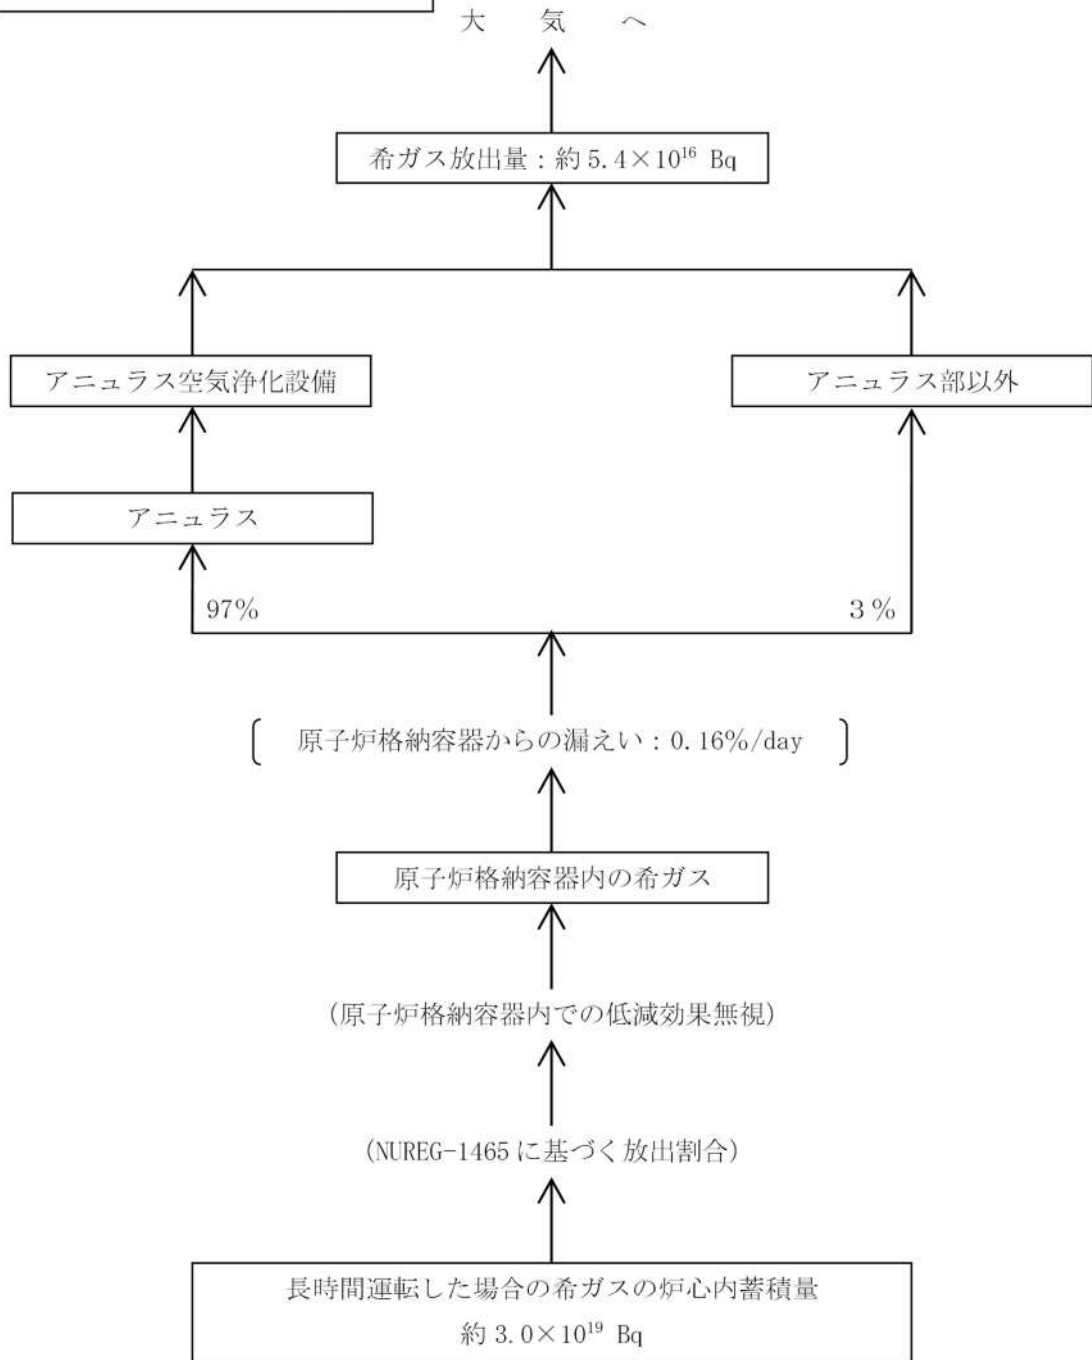 大 気 へ
希ガス放出量：約 5.4×10¹⁶ Bq
アニュラス空気浄化設備
アニュラス部以外
アニュラス
97%
3%
原子炉格納容器からの漏えい：0.16%/day
原子炉格納容器内の希ガス
(原子炉格納容器内での低減効果無視)
(NUREG-1465 に基づく放出割合)
長時間運転した場合の希ガスの炉心内蓄積量
約 3.0×10¹⁹ Bq